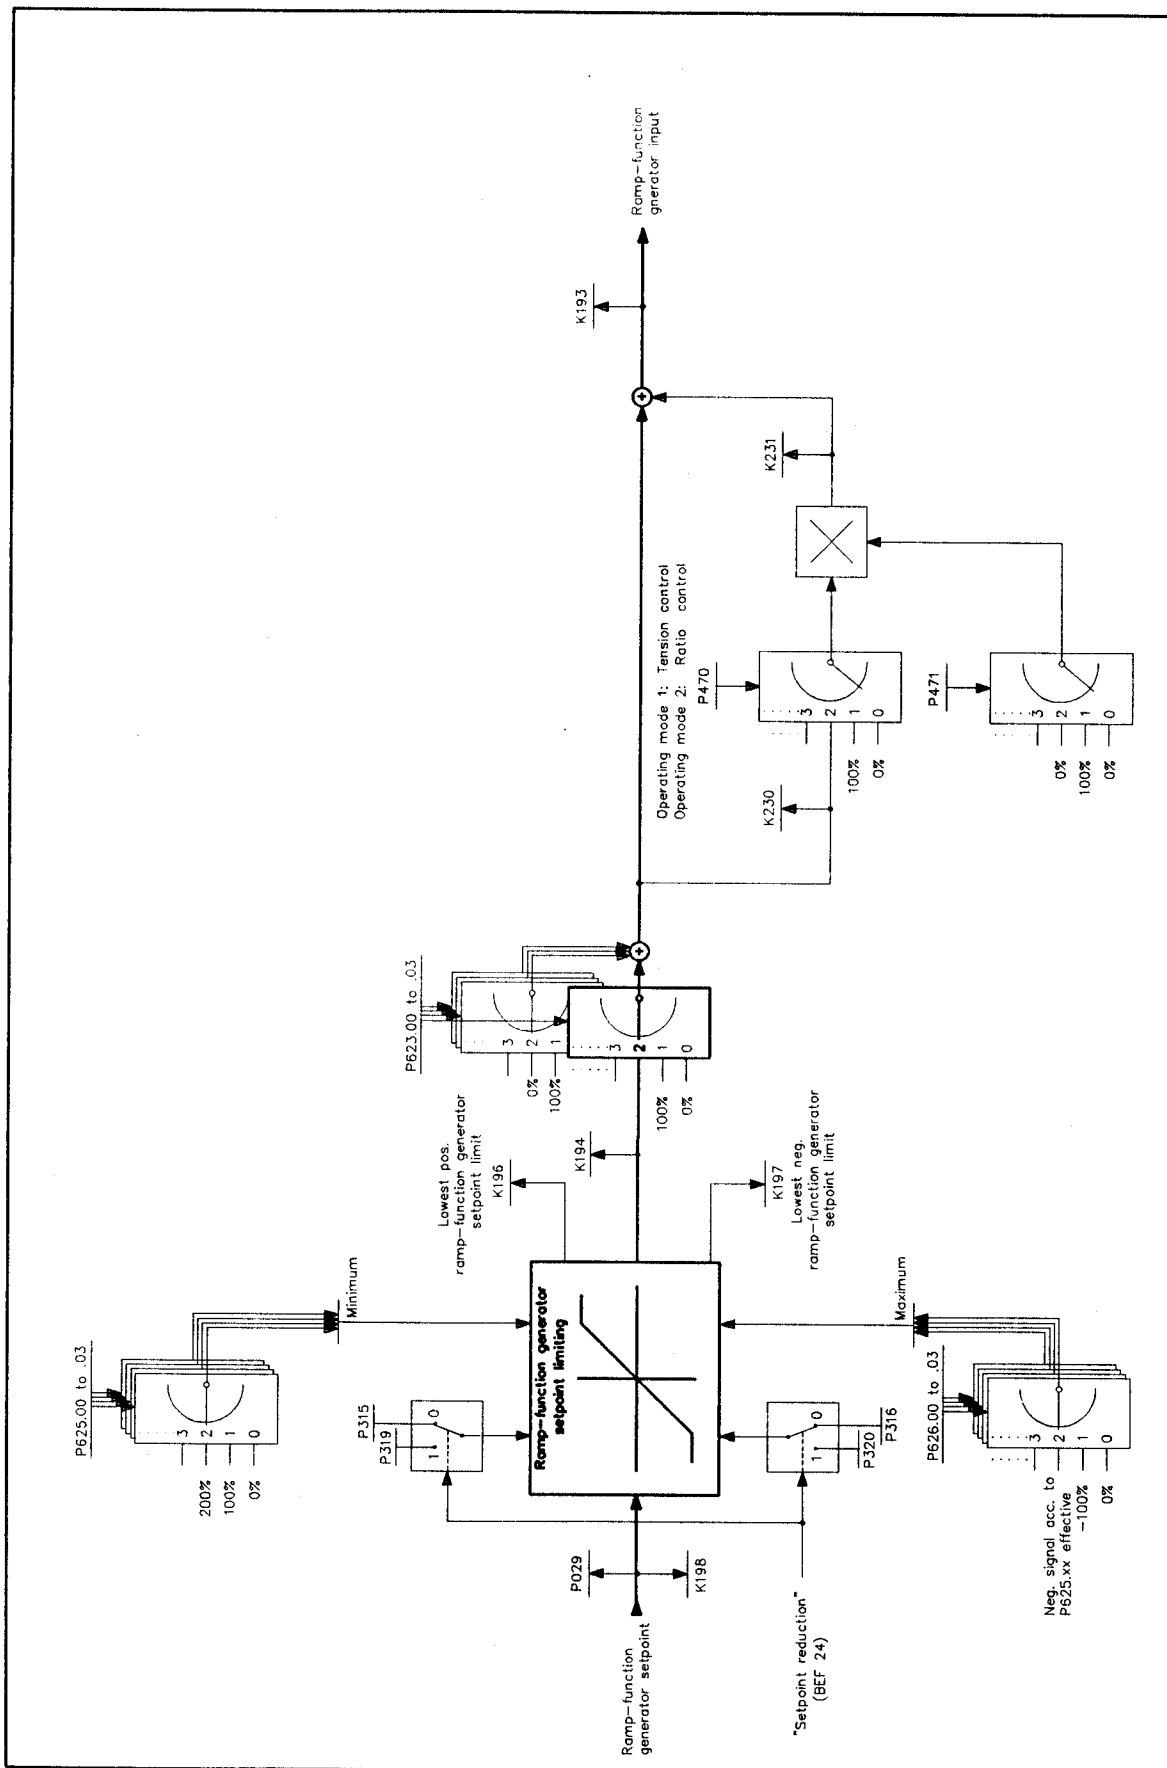 P625.00 to .03
3
2
1
0
200%
100%
0%
Minimum
P315
P319
1
0
Lowest pos.
ramp-function generator
setpoint limit
K196
P623.00 to .03
3
2
1
0%
100%
K193
Ramp-function
gnerator input
P029
K198
Ramp-function
generator setpoint
Ramp-function generator
setpoint limiting
K194
3
2
1
0
100%
0%
K197
Lowest neg.
ramp-function generator
setpoint limit
Operating mode 1: Tension control
Operating mode 2: Ratio control
K230
P470
3
2
1
0
100%
0%
K231
"Setpoint reduction"
(BEF 24)
1
0
P320
P316
Maximum
P626.00 to .03
3
2
1
0
Neg. signal acc. to
P625.xx effective
-100%
0%
P471
3
2
1
0
0%
100%
0%